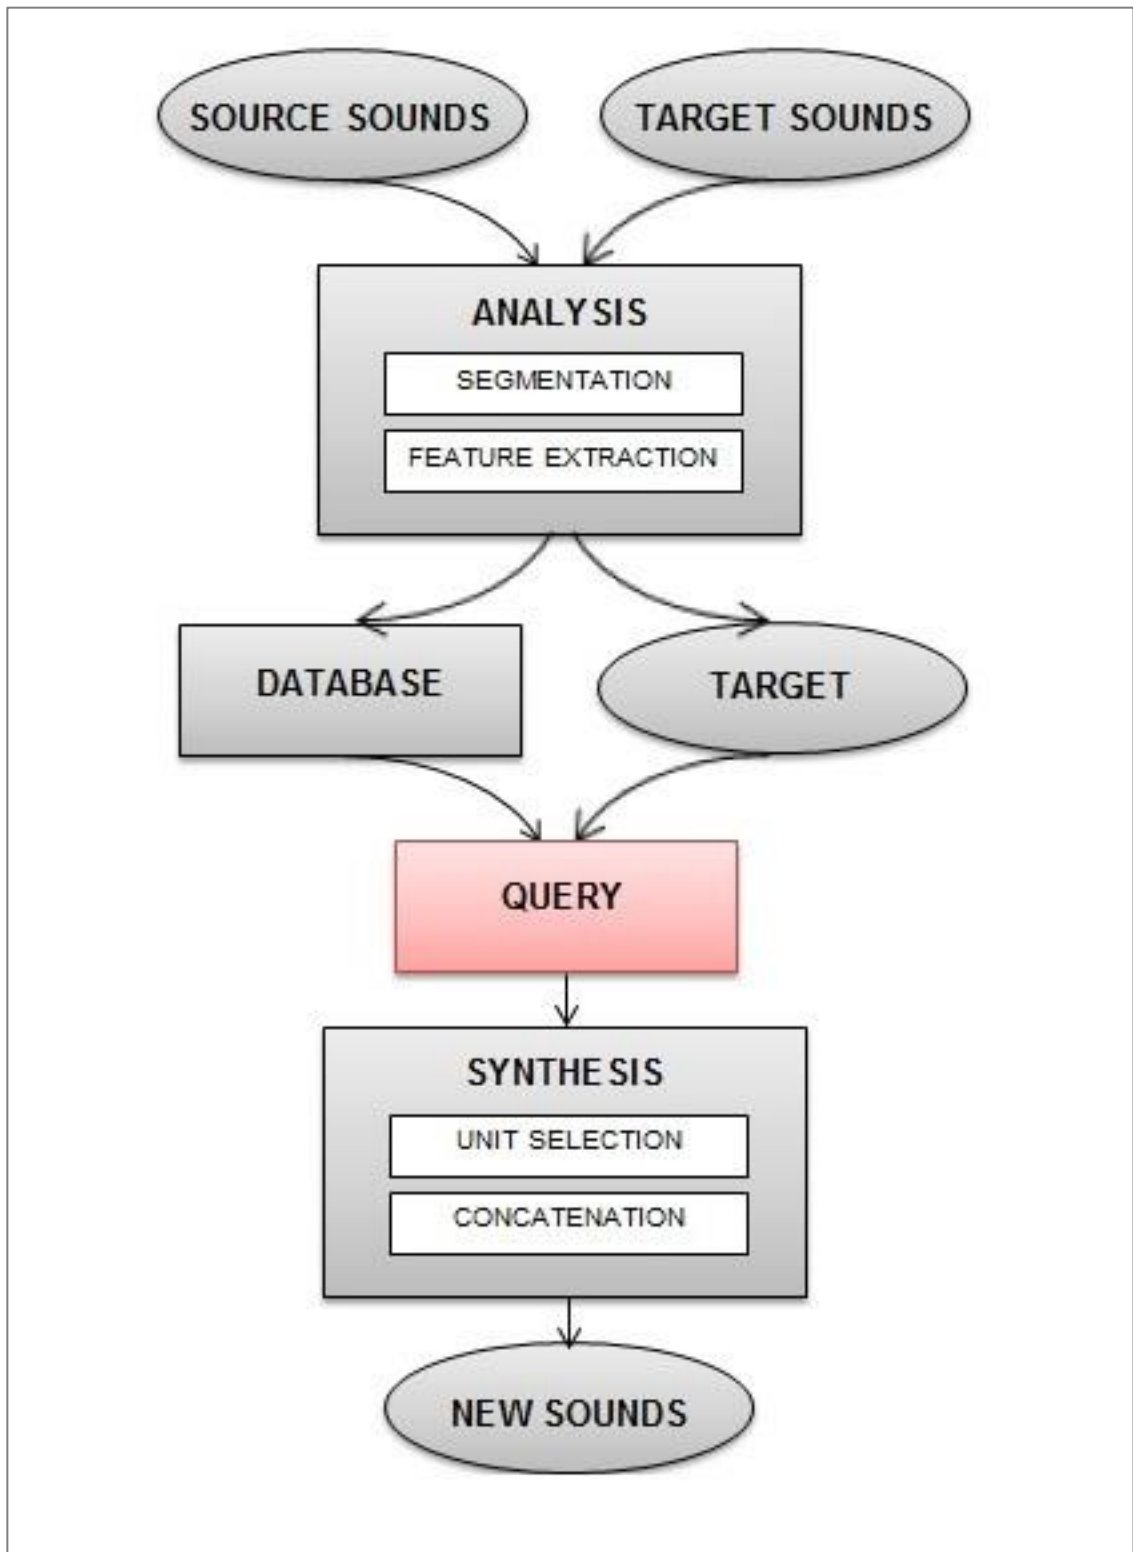 SOURCE SOUNDS
TARGET SOUNDS
ANALYSIS
SEGMENTATION
FEATURE EXTRACTION
DATABASE
TARGET
QUERY
SYNTHESIS
UNIT SELECTION
CONCATENATION
NEW SOUNDS